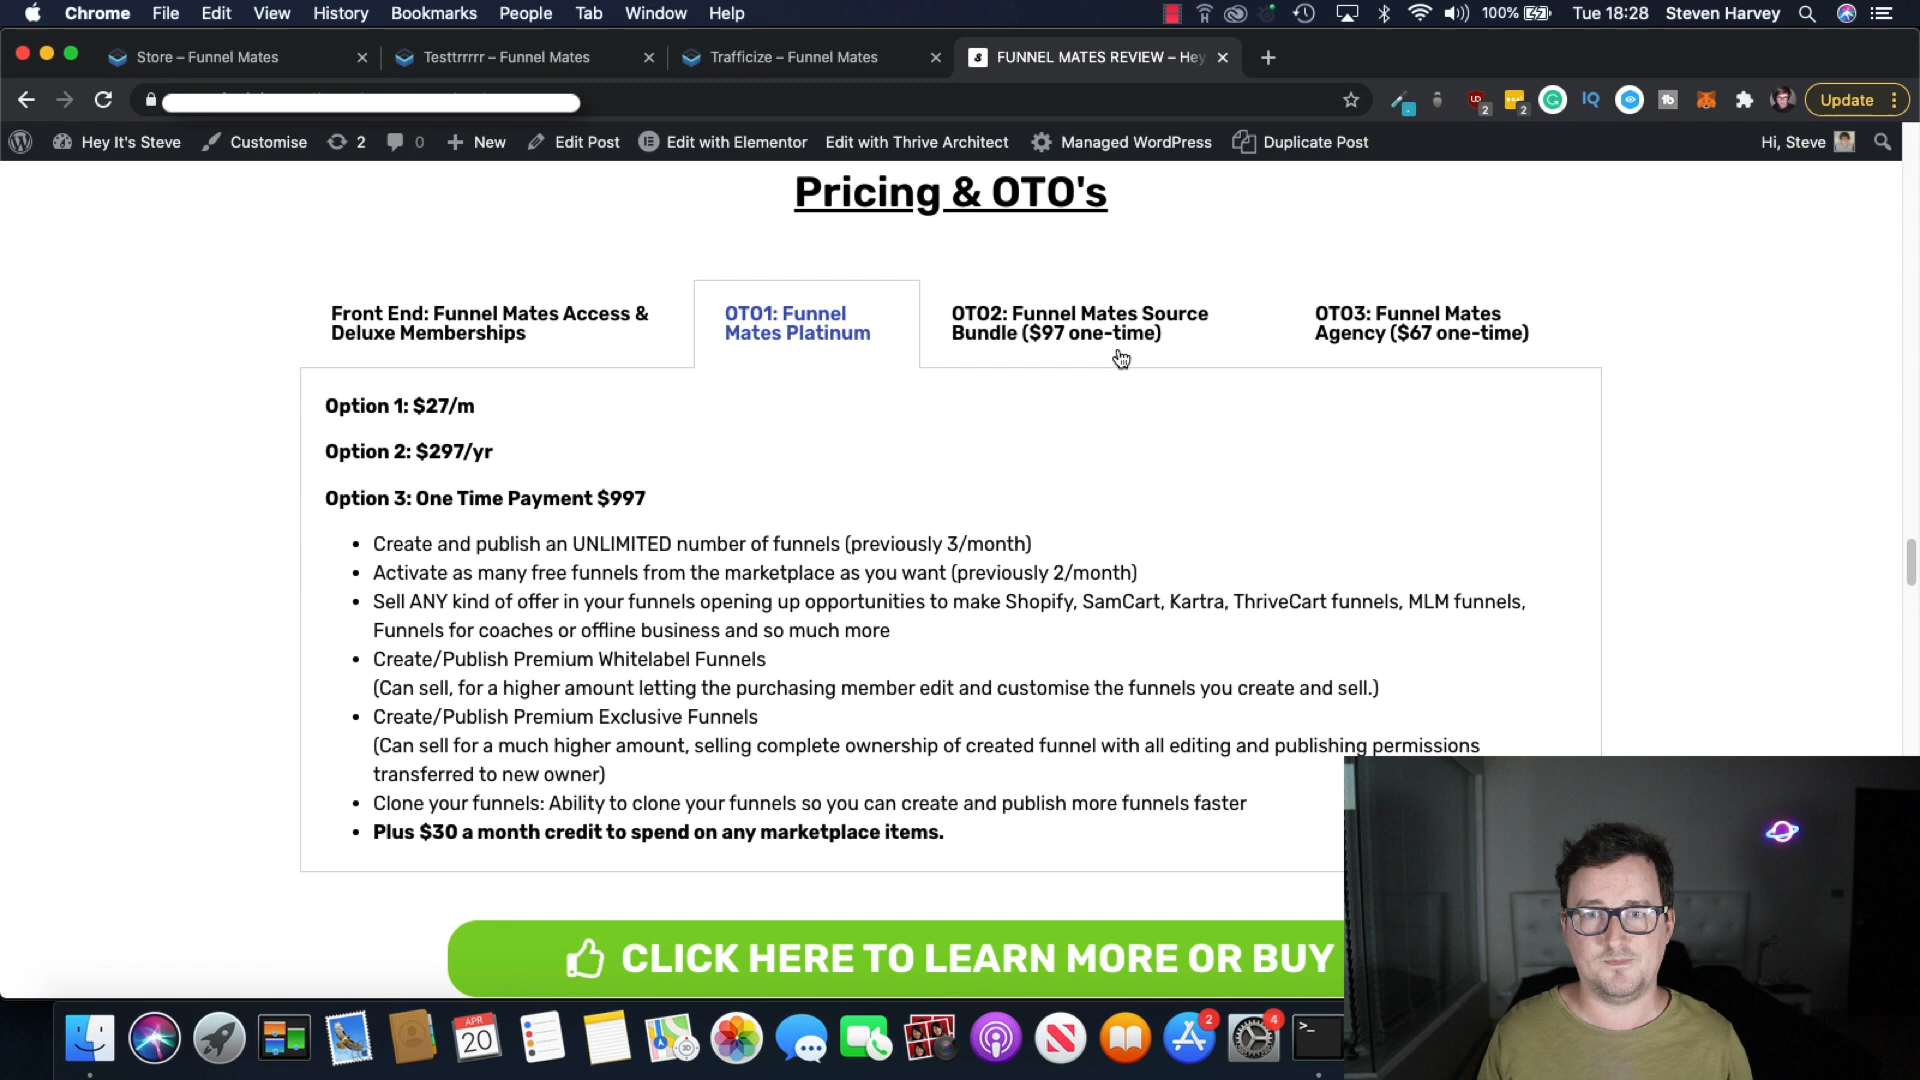 Chrome File Edit View History Bookmarks People Tab Window Help 100% Tue 18:28 Steven Harvey
Store – Funnel Mates Testtrrrrr – Funnel Mates Trafficize – Funnel Mates FUNNEL MATES REVIEW – Hey
Update
Hey It's Steve Customise 2 0 New Edit Post Edit with Elementor Edit with Thrive Architect Managed WordPress Duplicate Post Hi, Steve
Pricing & OTO's
Front End: Funnel Mates Access &
Deluxe Memberships
OTO1: Funnel
Mates Platinum
OTO2: Funnel Mates Source
Bundle ($97 one-time)
OTO3: Funnel Mates
Agency ($67 one-time)
Option 1: $27/m
Option 2: $297/yr
Option 3: One Time Payment $997
• Create and publish an UNLIMITED number of funnels (previously 3/month)
• Activate as many free funnels from the marketplace as you want (previously 2/month)
• Sell ANY kind of offer in your funnels opening up opportunities to make Shopify, SamCart, Kartra, ThriveCart funnels, MLM funnels,
Funnels for coaches or offline business and so much more
• Create/Publish Premium Whitelabel Funnels
(Can sell, for a higher amount letting the purchasing member edit and customise the funnels you create and sell.)
• Create/Publish Premium Exclusive Funnels
(Can sell for a much higher amount, selling complete ownership of created funnel with all editing and publishing permissions
transferred to new owner)
• Clone your funnels: Ability to clone your funnels so you can create and publish more funnels faster
• Plus $30 a month credit to spend on any marketplace items.
CLICK HERE TO LEARN MORE OR BUY
APR
20
2
4